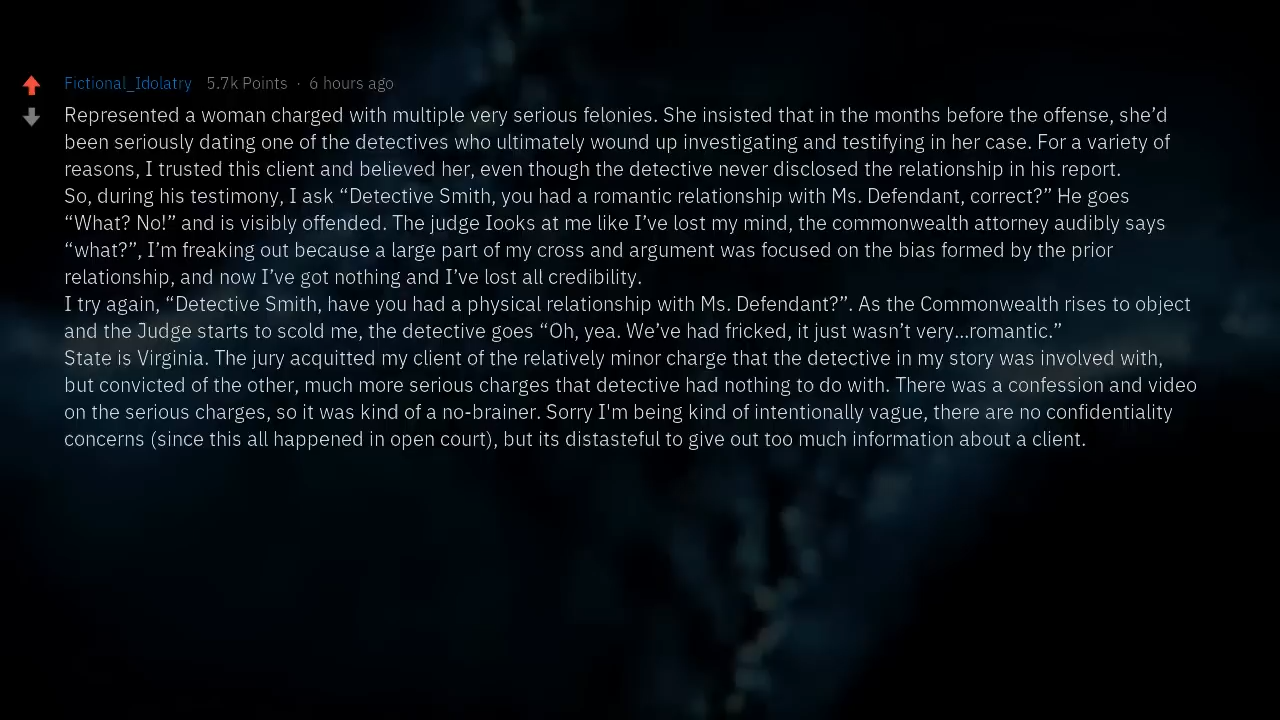 Fictional_Idolatry 5.7k Points · 6 hours ago
Represented a woman charged with multiple very serious felonies. She insisted that in the months before the offense, she’d
been seriously dating one of the detectives who ultimately wound up investigating and testifying in her case. For a variety of
reasons, I trusted this client and believed her, even though the detective never disclosed the relationship in his report.
So, during his testimony, I ask “Detective Smith, you had a romantic relationship with Ms. Defendant, correct?” He goes
“What? No!” and is visibly offended. The judge looks at me like I’ve lost my mind, the commonwealth attorney audibly says
“what?”, I’m freaking out because a large part of my cross and argument was focused on the bias formed by the prior
relationship, and now I’ve got nothing and I’ve lost all credibility.
I try again, “Detective Smith, have you had a physical relationship with Ms. Defendant?”. As the Commonwealth rises to object
and the Judge starts to scold me, the detective goes “Oh, yea. We’ve had fricked, it just wasn’t very...romantic.”
State is Virginia. The jury acquitted my client of the relatively minor charge that the detective in my story was involved with,
but convicted of the other, much more serious charges that detective had nothing to do with. There was a confession and video
on the serious charges, so it was kind of a no-brainer. Sorry I'm being kind of intentionally vague, there are no confidentiality
concerns (since this all happened in open court), but its distasteful to give out too much information about a client.